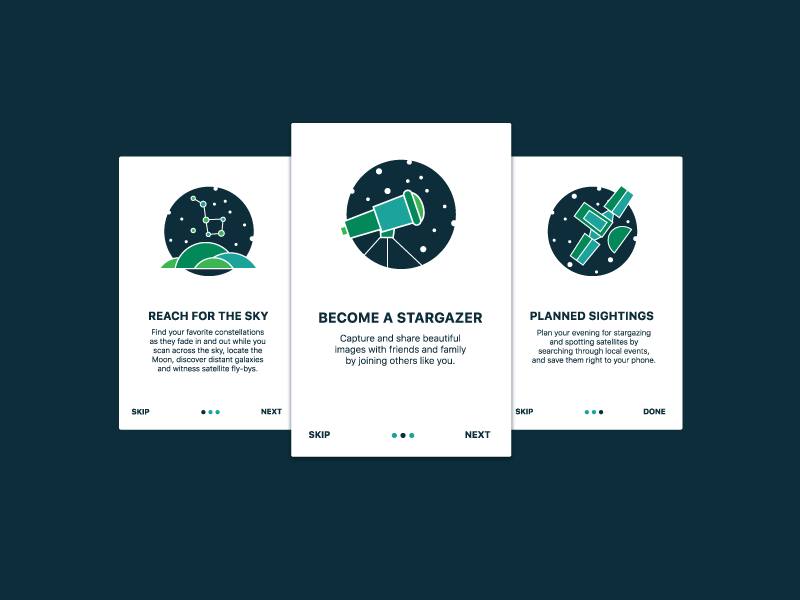 REACH FOR THE SKY
Find your favorite constellations
as they fade in and out while you
scan across the sky, locate the
Moon, discover distant galaxies
and witness satellite fly-bys.
SKIP
NEXT
BECOME A STARGAZER
Capture and share beautiful
images with friends and family
by joining others like you.
SKIP
NEXT
PLANNED SIGHTINGS
Plan your evening for stargazing
and spotting satellites by
searching through local events,
and save them right to your phone.
SKIP
DONE